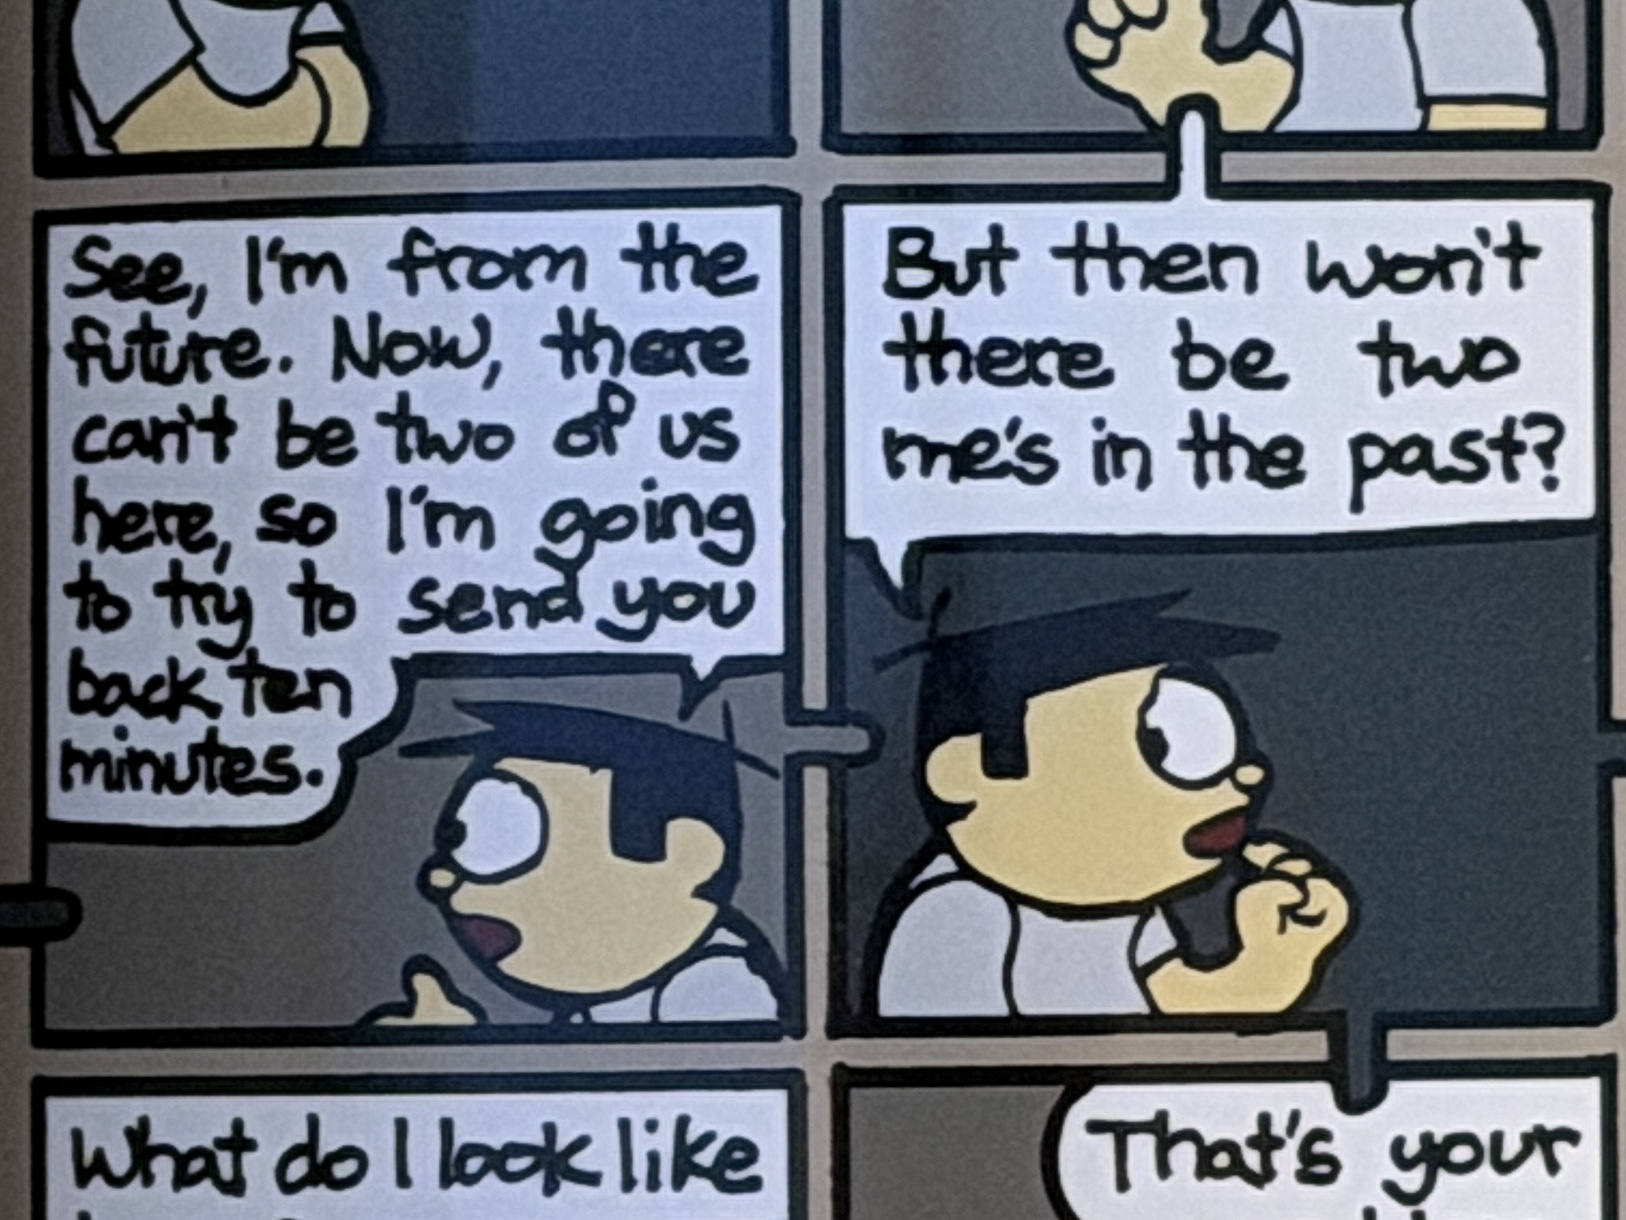 See, I'm from the
future. Now, there
can't be two of us
here, so I'm going
to try to send you
back ten
minutes.
But then won't
there be two
me's in the past?
What do I look like
That's your